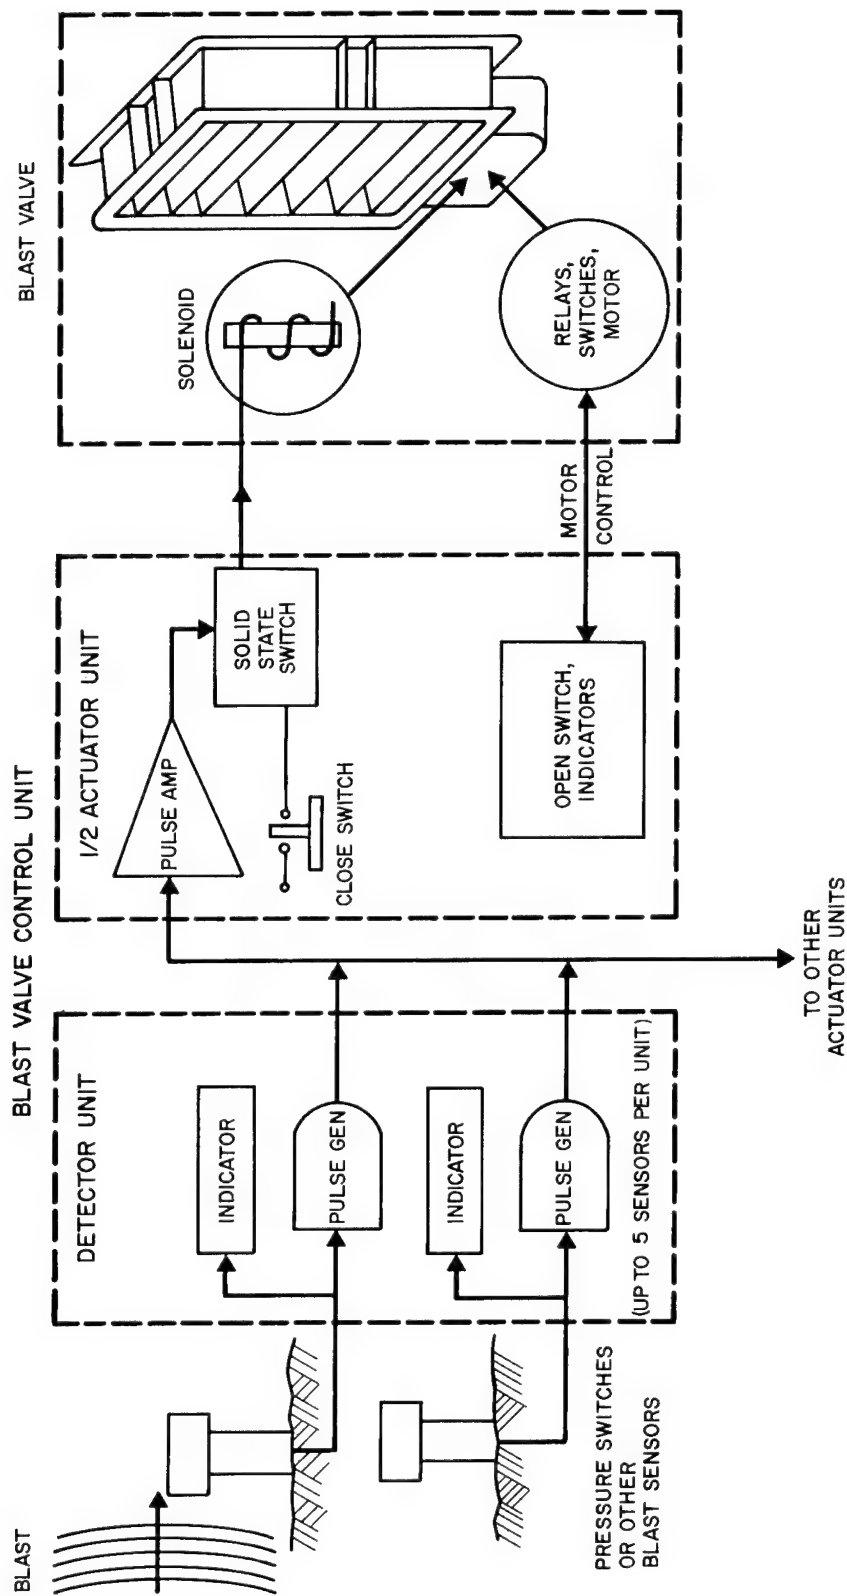 BLAST VALVE CONTROL UNIT
BLAST
PRESSURE SWITCHES
OR OTHER
BLAST SENSORS
DETECTOR UNIT
INDICATOR
PULSE GEN
INDICATOR
PULSE GEN
(UP TO 5 SENSORS PER UNIT)
TO OTHER
ACTUATOR UNITS
1/2 ACTUATOR UNIT
PULSE AMP
SOLID
STATE
SWITCH
CLOSE SWITCH
OPEN SWITCH,
INDICATORS
MOTOR
CONTROL
BLAST VALVE
SOLENOID
RELAYS,
SWITCHES,
MOTOR